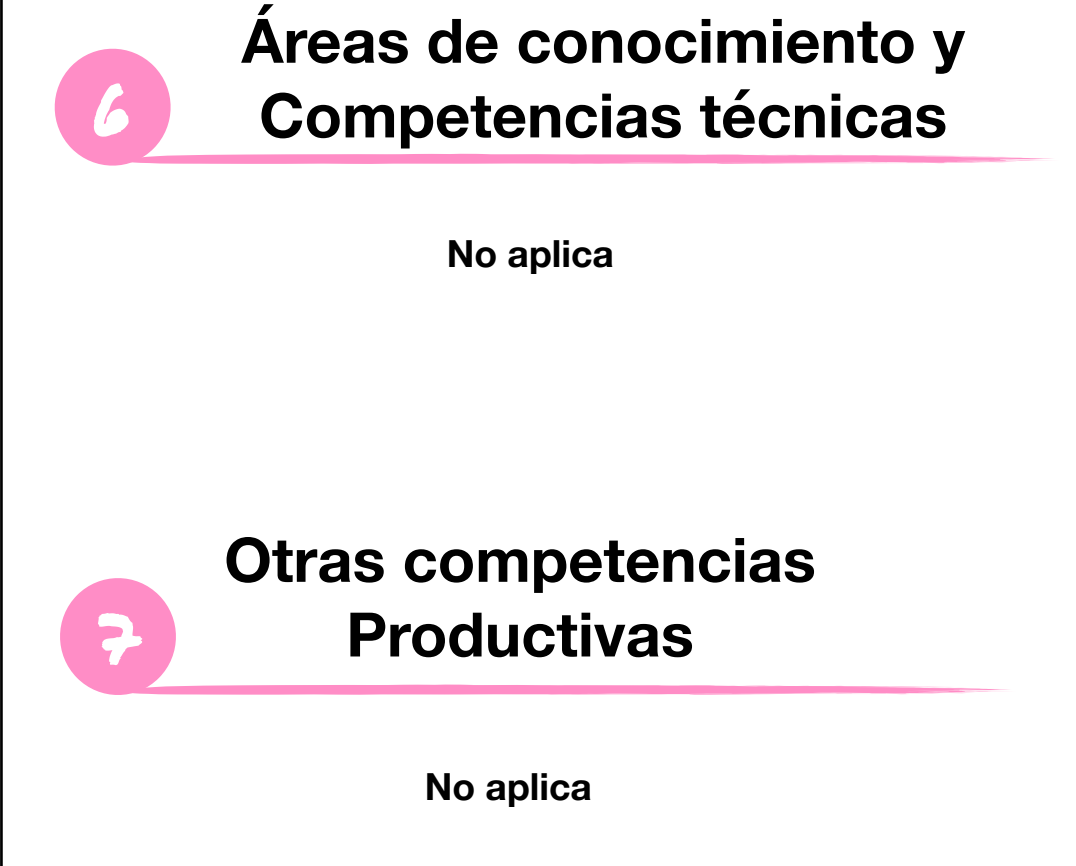 6
Áreas de conocimiento y
Competencias técnicas
No aplica
7
Otras competencias
Productivas
No aplica